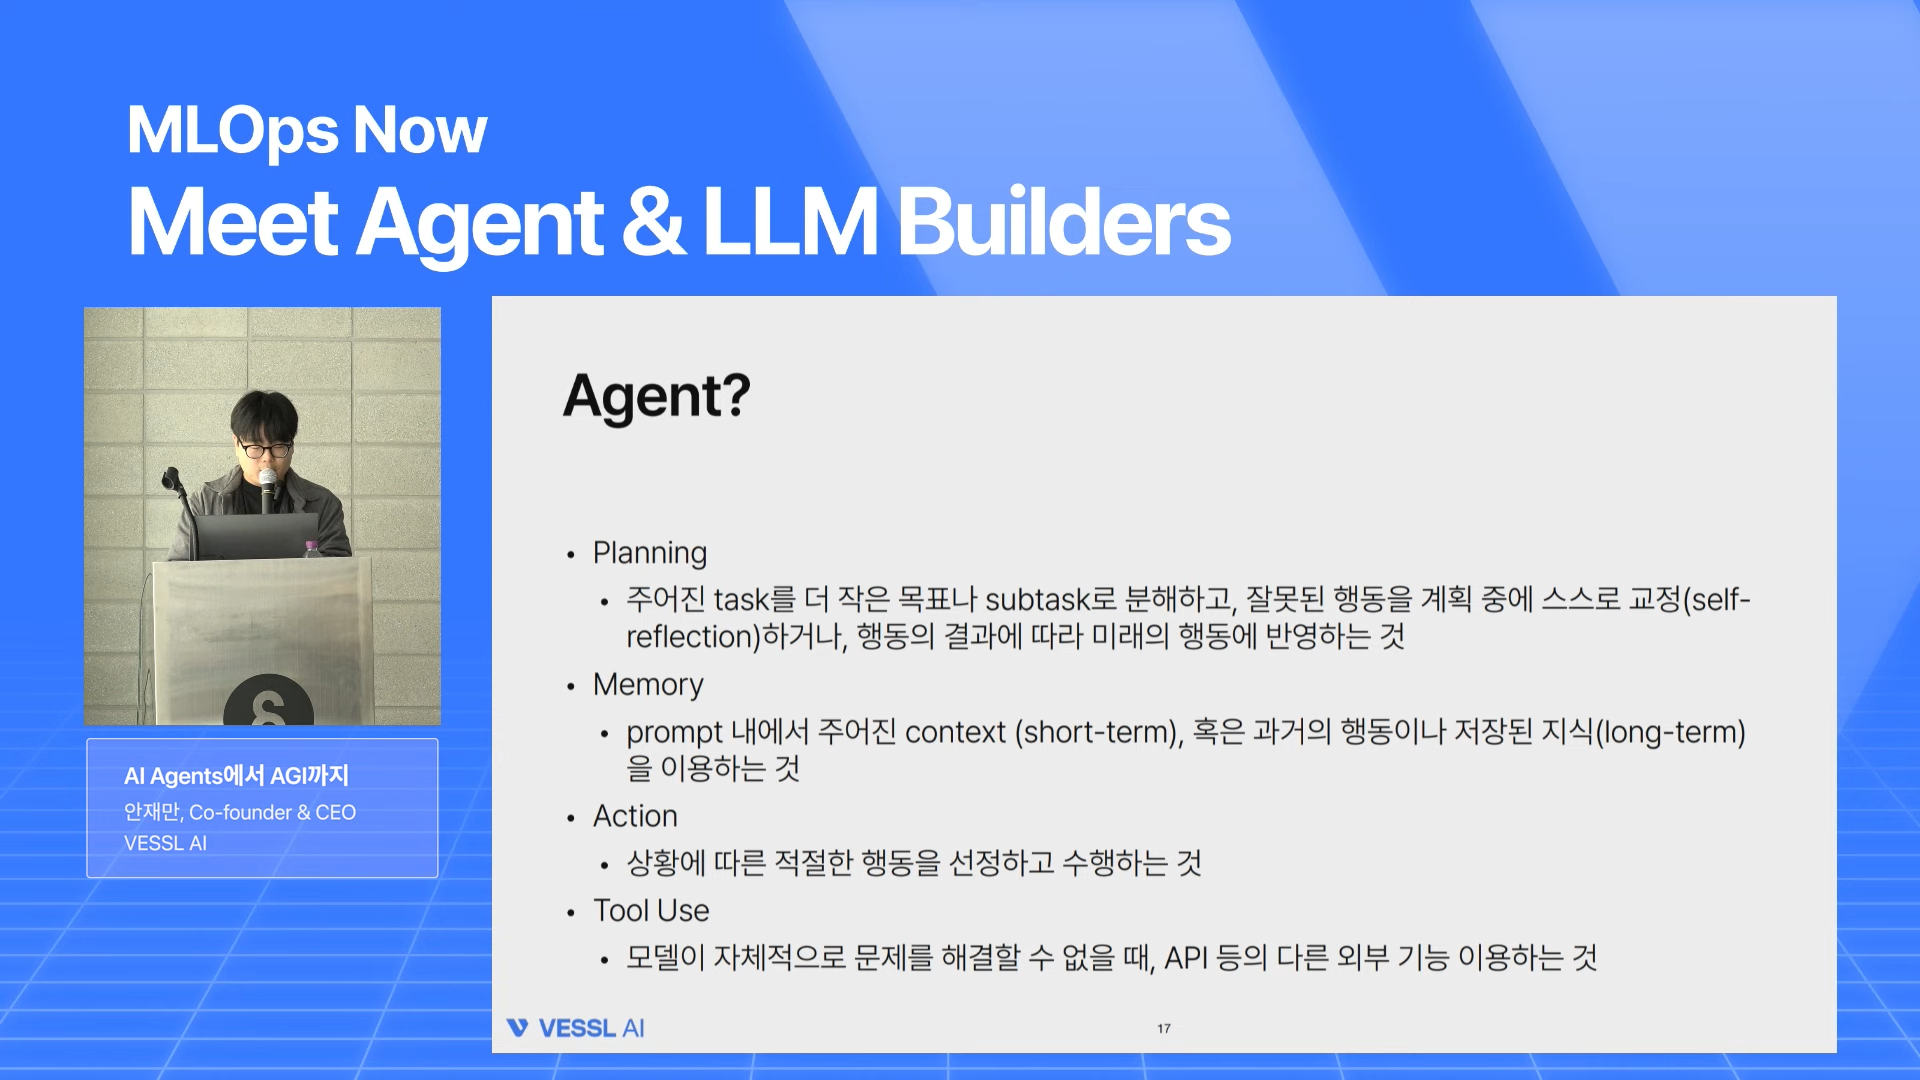 MLOps Now
Meet Agent & LLM Builders
AI Agents에서 AGI까지
안재만, Co-founder & CEO
VESSL AI
Agent?
• Planning
• 주어진 task를 더 작은 목표나 subtask로 분해하고, 잘못된 행동을 계획 중에 스스로 교정(self-
reflection)하거나, 행동의 결과에 따라 미래의 행동에 반영하는 것
• Memory
• prompt 내에서 주어진 context (short-term), 혹은 과거의 행동이나 저장된 지식(long-term)
을 이용하는 것
• Action
• 상황에 따른 적절한 행동을 선정하고 수행하는 것
• Tool Use
• 모델이 자체적으로 문제를 해결할 수 없을 때, API 등의 다른 외부 기능 이용하는 것
VESSL AI
17